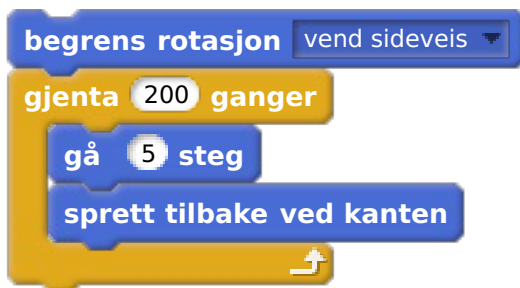 begrens rotasjon vend sideveis
gjenta 200 ganger
gå 5 steg
sprett tilbake ved kanten